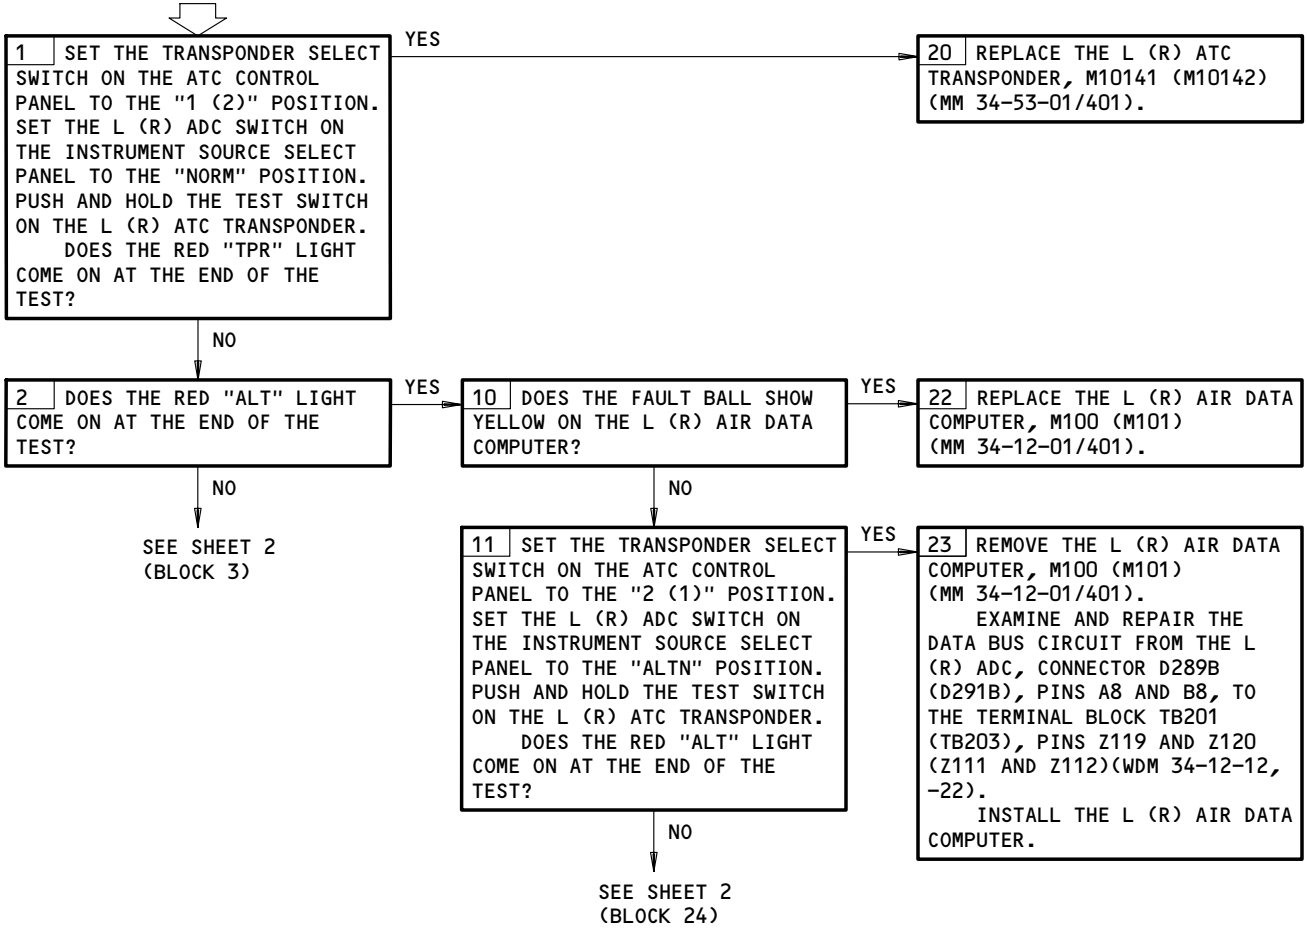 1 SET THE TRANSPONDER SELECT
SWITCH ON THE ATC CONTROL
PANEL TO THE "1 (2)" POSITION.
SET THE L (R) ADC SWITCH ON
THE INSTRUMENT SOURCE SELECT
PANEL TO THE "NORM" POSITION.
PUSH AND HOLD THE TEST SWITCH
ON THE L (R) ATC TRANSPONDER.
DOES THE RED "TPR" LIGHT
COME ON AT THE END OF THE
TEST?
YES
20 REPLACE THE L (R) ATC
TRANSPONDER, M10141 (M10142)
(MM 34-53-01/401).
NO
2 DOES THE RED "ALT" LIGHT
COME ON AT THE END OF THE
TEST?
YES
10 DOES THE FAULT BALL SHOW
YELLOW ON THE L (R) AIR DATA
COMPUTER?
YES
22 REPLACE THE L (R) AIR DATA
COMPUTER, M100 (M101)
(MM 34-12-01/401).
NO
SEE SHEET 2
(BLOCK 3)
NO
11 SET THE TRANSPONDER SELECT
SWITCH ON THE ATC CONTROL
PANEL TO THE "2 (1)" POSITION.
SET THE L (R) ADC SWITCH ON
THE INSTRUMENT SOURCE SELECT
PANEL TO THE "ALTN" POSITION.
PUSH AND HOLD THE TEST SWITCH
ON THE L (R) ATC TRANSPONDER.
DOES THE RED "ALT" LIGHT
COME ON AT THE END OF THE
TEST?
YES
23 REMOVE THE L (R) AIR DATA
COMPUTER, M100 (M101)
(MM 34-12-01/401).
EXAMINE AND REPAIR THE
DATA BUS CIRCUIT FROM THE L
(R) ADC, CONNECTOR D289B
(D291B), PINS A8 AND B8, TO
THE TERMINAL BLOCK TB201
(TB203), PINS Z119 AND Z120
(Z111 AND Z112)(WDM 34-12-12,
-22).
INSTALL THE L (R) AIR DATA
COMPUTER.
NO
SEE SHEET 2
(BLOCK 24)